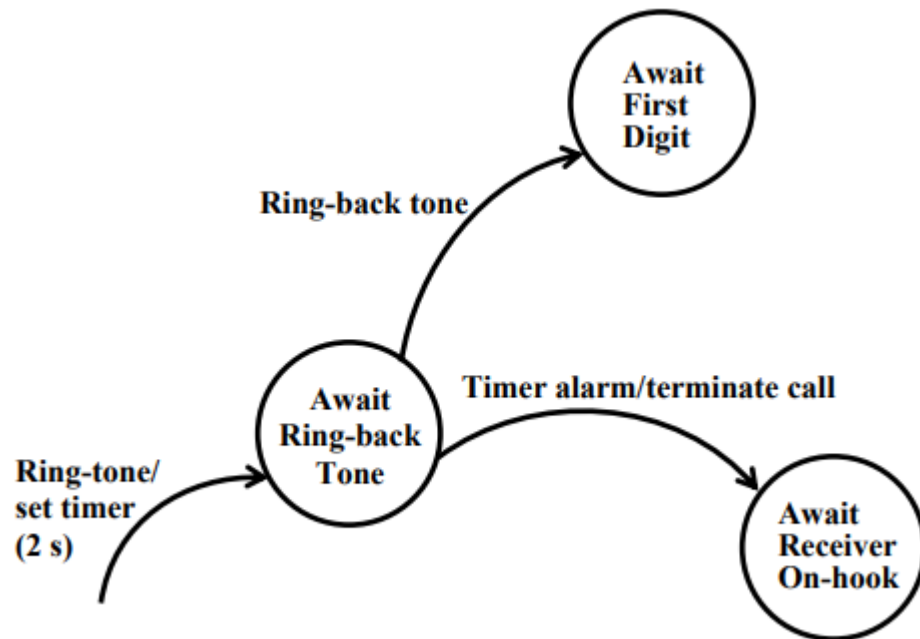 Await
First
Digit
Ring-back tone
Await
Ring-back
Tone
Timer alarm/terminate call
Ring-tone/
set timer
(2 s)
Await
Receiver
On-hook